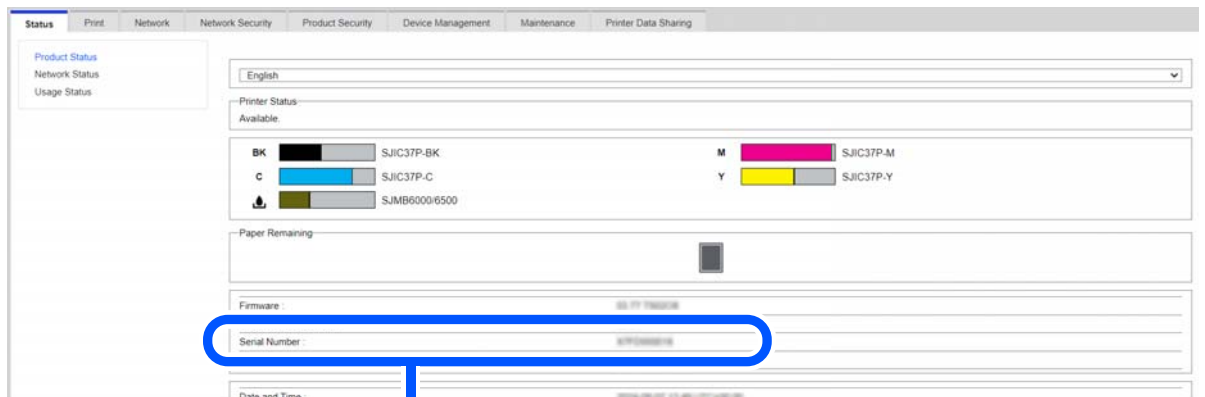 Status Print Network Network Security Product Security Device Management Maintenance Printer Data Sharing
Product Status
Network Status
Usage Status
English
Printer Status
Available.
BK SJIC37P-BK M SJIC37P-M
C SJIC37P-C Y SJIC37P-Y
SJMB6000/6500
Paper Remaining
Firmware :
Serial Number :
Date and Time :